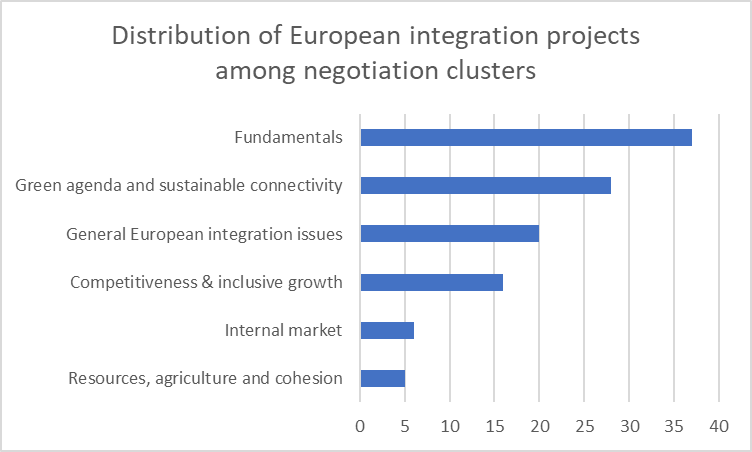 Distribution of European integration projects
among negotiation clusters
Fundamentals
Green agenda and sustainable connectivity
General European integration issues
Competitiveness & inclusive growth
Internal market
Resources, agriculture and cohesion
0 5 10 15 20 25 30 35 40